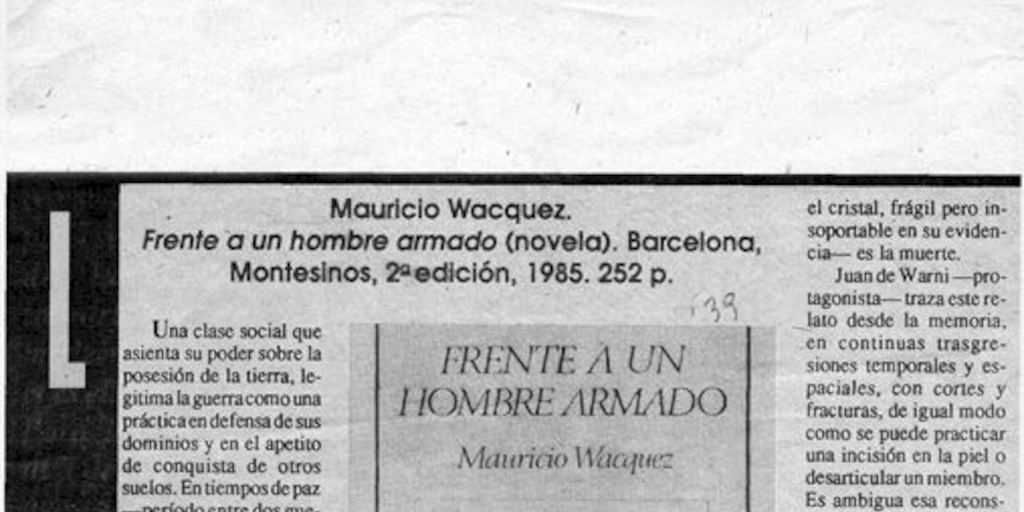 Mauricio Wacquez.
Frente a un hombre armado (novela). Barcelona,
Montesinos, 2ª edición, 1985. 252 p.
139
Una clase social que
asienta su poder sobre la
posesión de la tierra, le-
gitima la guerra como una
práctica en defensa de sus
dominios y en el apetito
de conquista de otros
suelos. En tiempos de paz
—período entre dos gue-
FRENTE A UN
HOMBRE ARMADO
Mauricio Wacquez
el cristal, frágil pero in-
soportable en su eviden-
cia— es la muerte.
Juan de Warni —pro-
tagonista— traza este re-
lato desde la memoria,
en continuas trasgre-
siones temporales y es-
paciales, con cortes y
fracturas, de igual modo
como se puede practicar
una incisión en la piel o
desarticular un miembro.
Es ambigua esa recons-